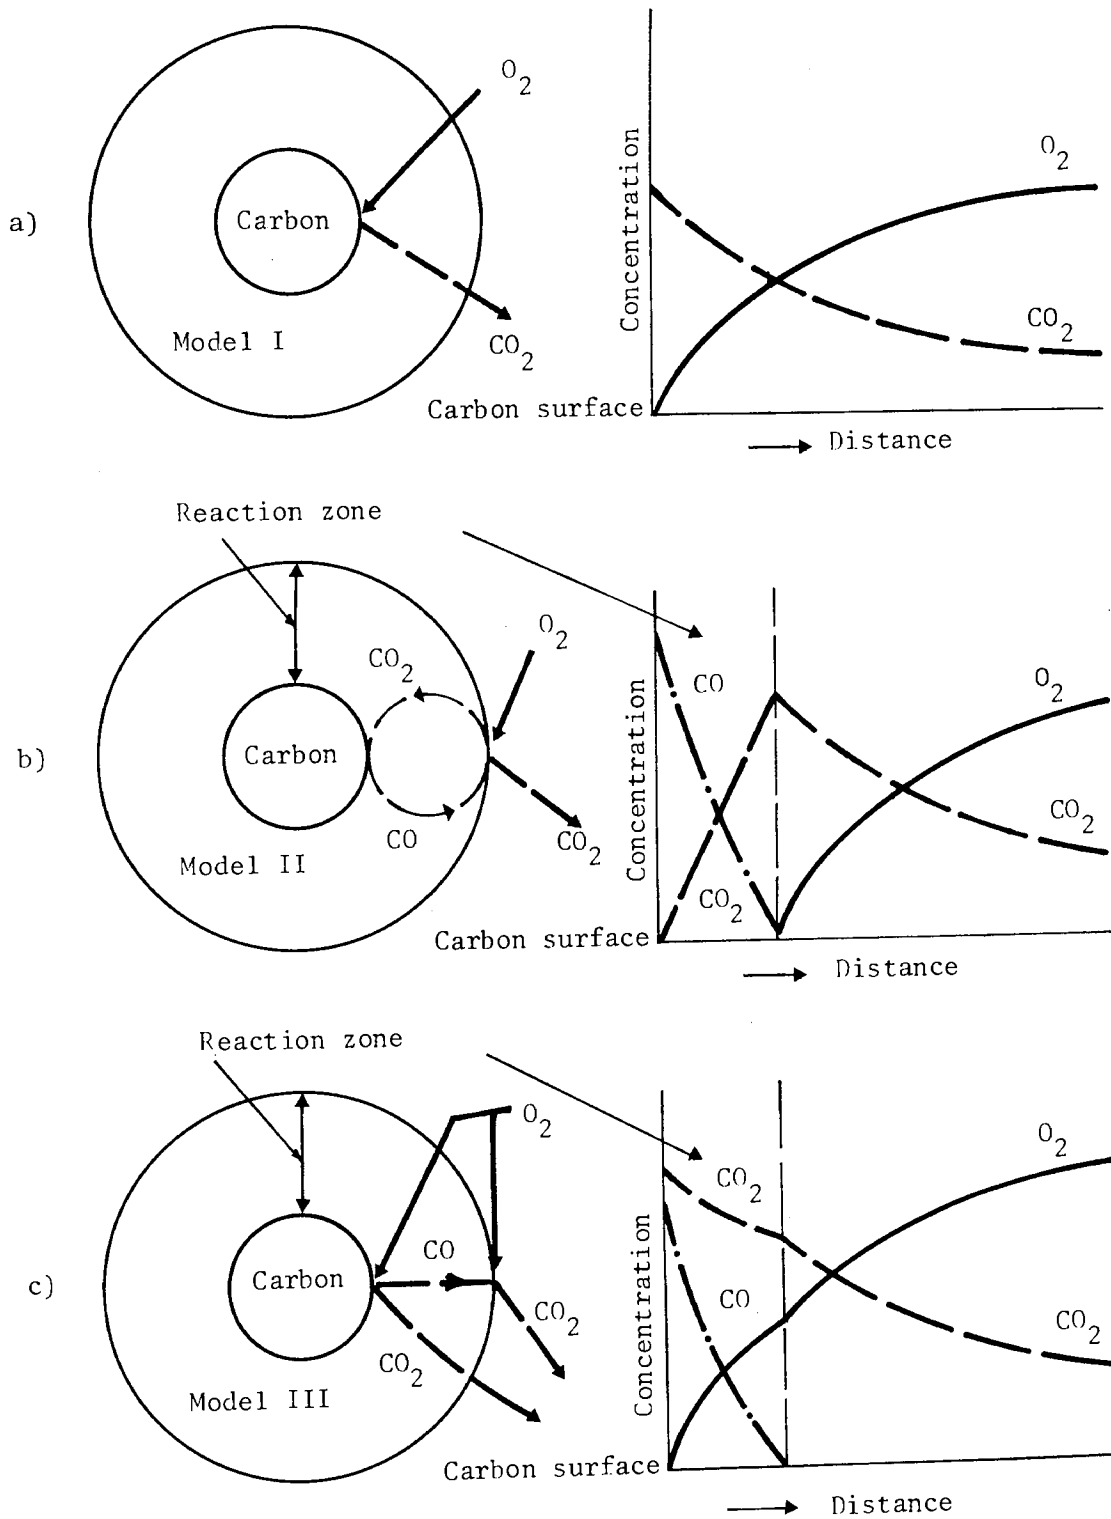 a)
O2
Carbon
Model I
CO2
Concentration
O2
CO2
Carbon surface
Distance
Reaction zone
b)
O2
CO2
Carbon
CO
CO2
Model II
Concentration
CO
O2
CO2
CO2
Carbon surface
Distance
Reaction zone
c)
O2
CO
Carbon
CO2
CO2
Model III
Concentration
CO2
O2
CO
CO2
Carbon surface
Distance